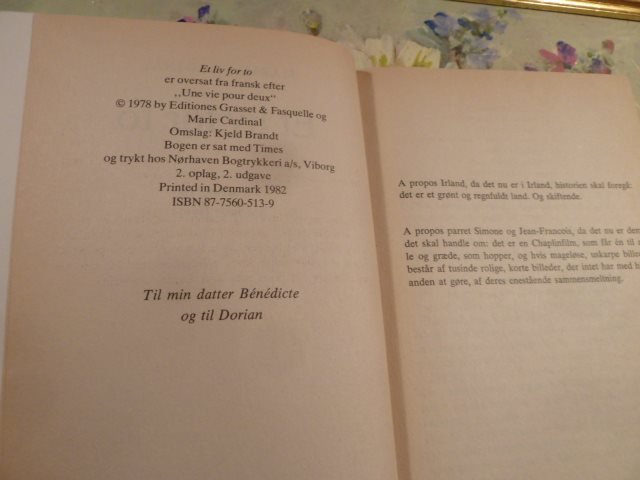 Et liv for to
er oversat fra fransk efter
,,Une vie pour deux“
© 1978 by Editiones Grasset & Fasquelle og
Marie Cardinal
Omslag: Kjeld Brandt
Bogen er sat med Times
og trykt hos Nørhaven Bogtrykkeri a/s, Viborg
2. oplag, 2. udgave
Printed in Denmark 1982
ISBN 87-7560-513-9
Til min datter Bénédicte
og til Dorian
A propos Irland, da det nu er i Irland, historien skal foregå:
det er et grønt og regnfuldt land. Og skiftende.
A propos parret Simone og Jean-Francois, da det nu er dem
det skal handle om: det er en Chaplinfilm, som får én til
le og græde, som hopper, og hvis mageløse, uskarpe
består af tusinde rolige, korte billeder, der intet har med
anden at gøre, af deres enestående sammensmeltning.